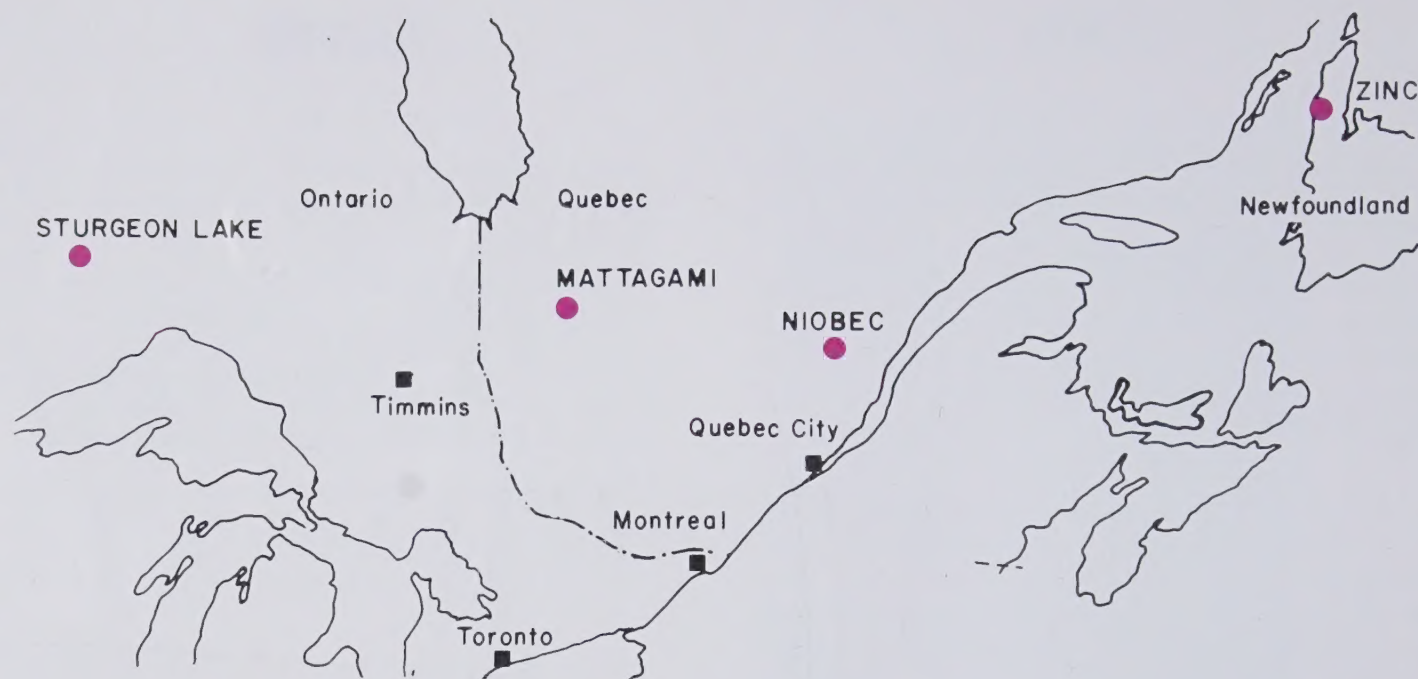 ZINC
Ontario
Quebec
Newfoundland
STURGEON LAKE
MATTAGAMI
NIOBEC
Timmins
Quebec City
Montreal
Toronto